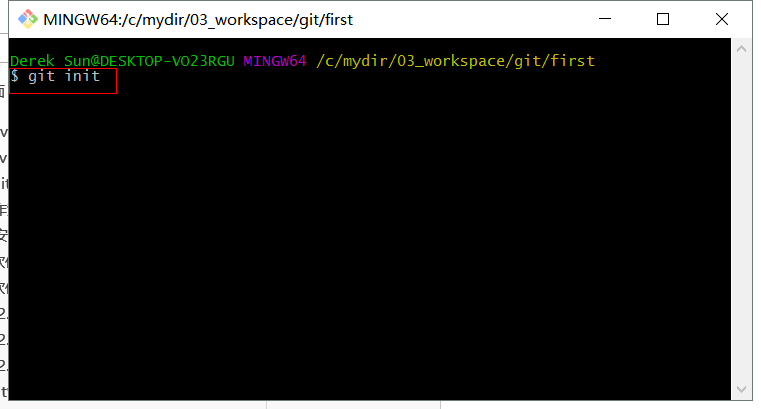 MINGW64:/c/mydir/03_workspace/git/first
Derek Sun@DESKTOP-VO23RGU MINGW64 /c/mydir/03_workspace/git/first
$ git init